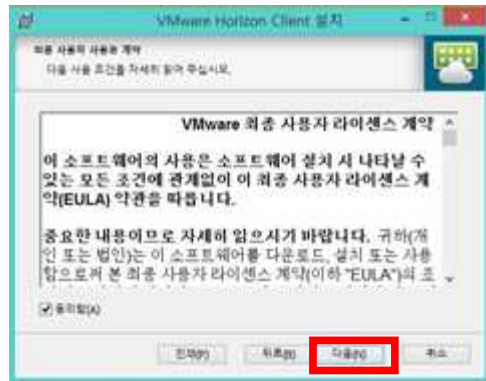 VMware Horizon Client 설치
최종 사용자 사용권 계약
다음 사용 조건을 자세히 읽어 주십시오.
VMware 최종 사용자 라이센스 계약
이 소프트웨어의 사용은 소프트웨어 설치 시 나타날 수
있는 모든 조건에 관계없이 이 최종 사용자 라이센스 계
약(EULA) 약관을 따릅니다.
중요한 내용이므로 자세히 읽으시기 바랍니다. 귀하(개
인 또는 법인)는 이 소프트웨어를 다운로드, 설치 또는 사용
함으로써 본 최종 사용자 라이센스 계약(이하 "EULA")의 조
동의함(A)
인쇄(P) 뒤로(B) 다음(N) 취소